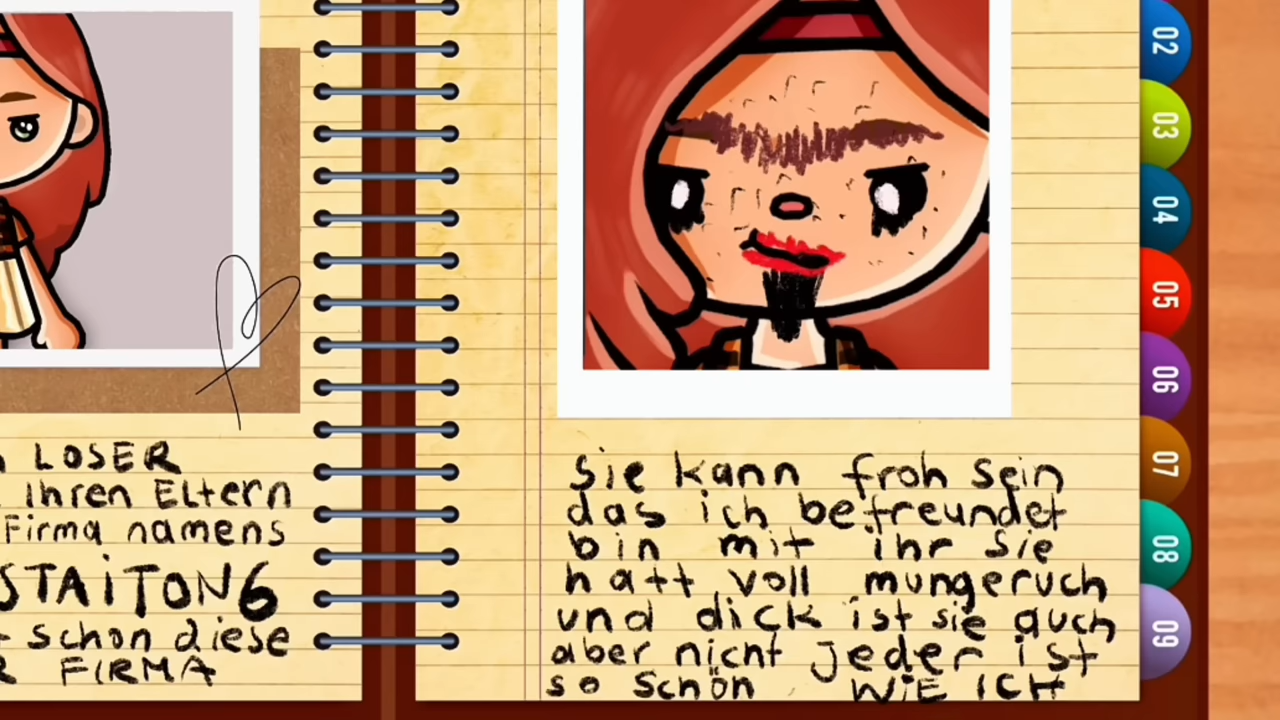 LOSER
Ihren Eltern
Firma namens
STAiTON6
schon diese
FIRMA
Sie kann froh sein
das ich befreundet
bin mit ihr Sie
hatt voll mungeruch
und dick ist sie auch
aber nicht jeder ist
so schön WiE ICH
02
03
04
05
06
07
08
09